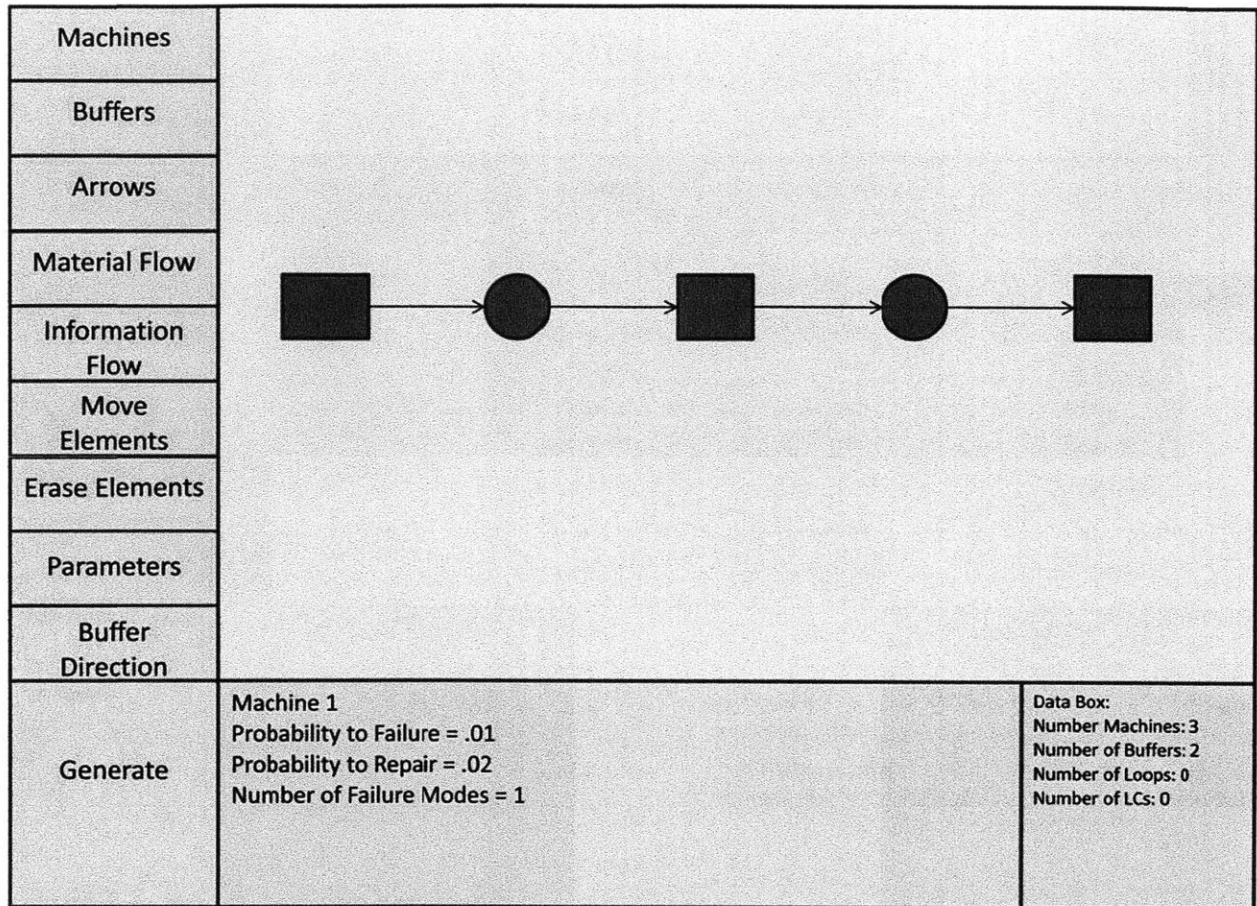 Machines
Buffers
Arrows
Material Flow
Information
Flow
Move
Elements
Erase Elements
Parameters
Buffer
Direction
Generate
Machine 1
Probability to Failure = .01
Probability to Repair = .02
Number of Failure Modes = 1
Data Box:
Number Machines: 3
Number of Buffers: 2
Number of Loops: 0
Number of LCs: 0